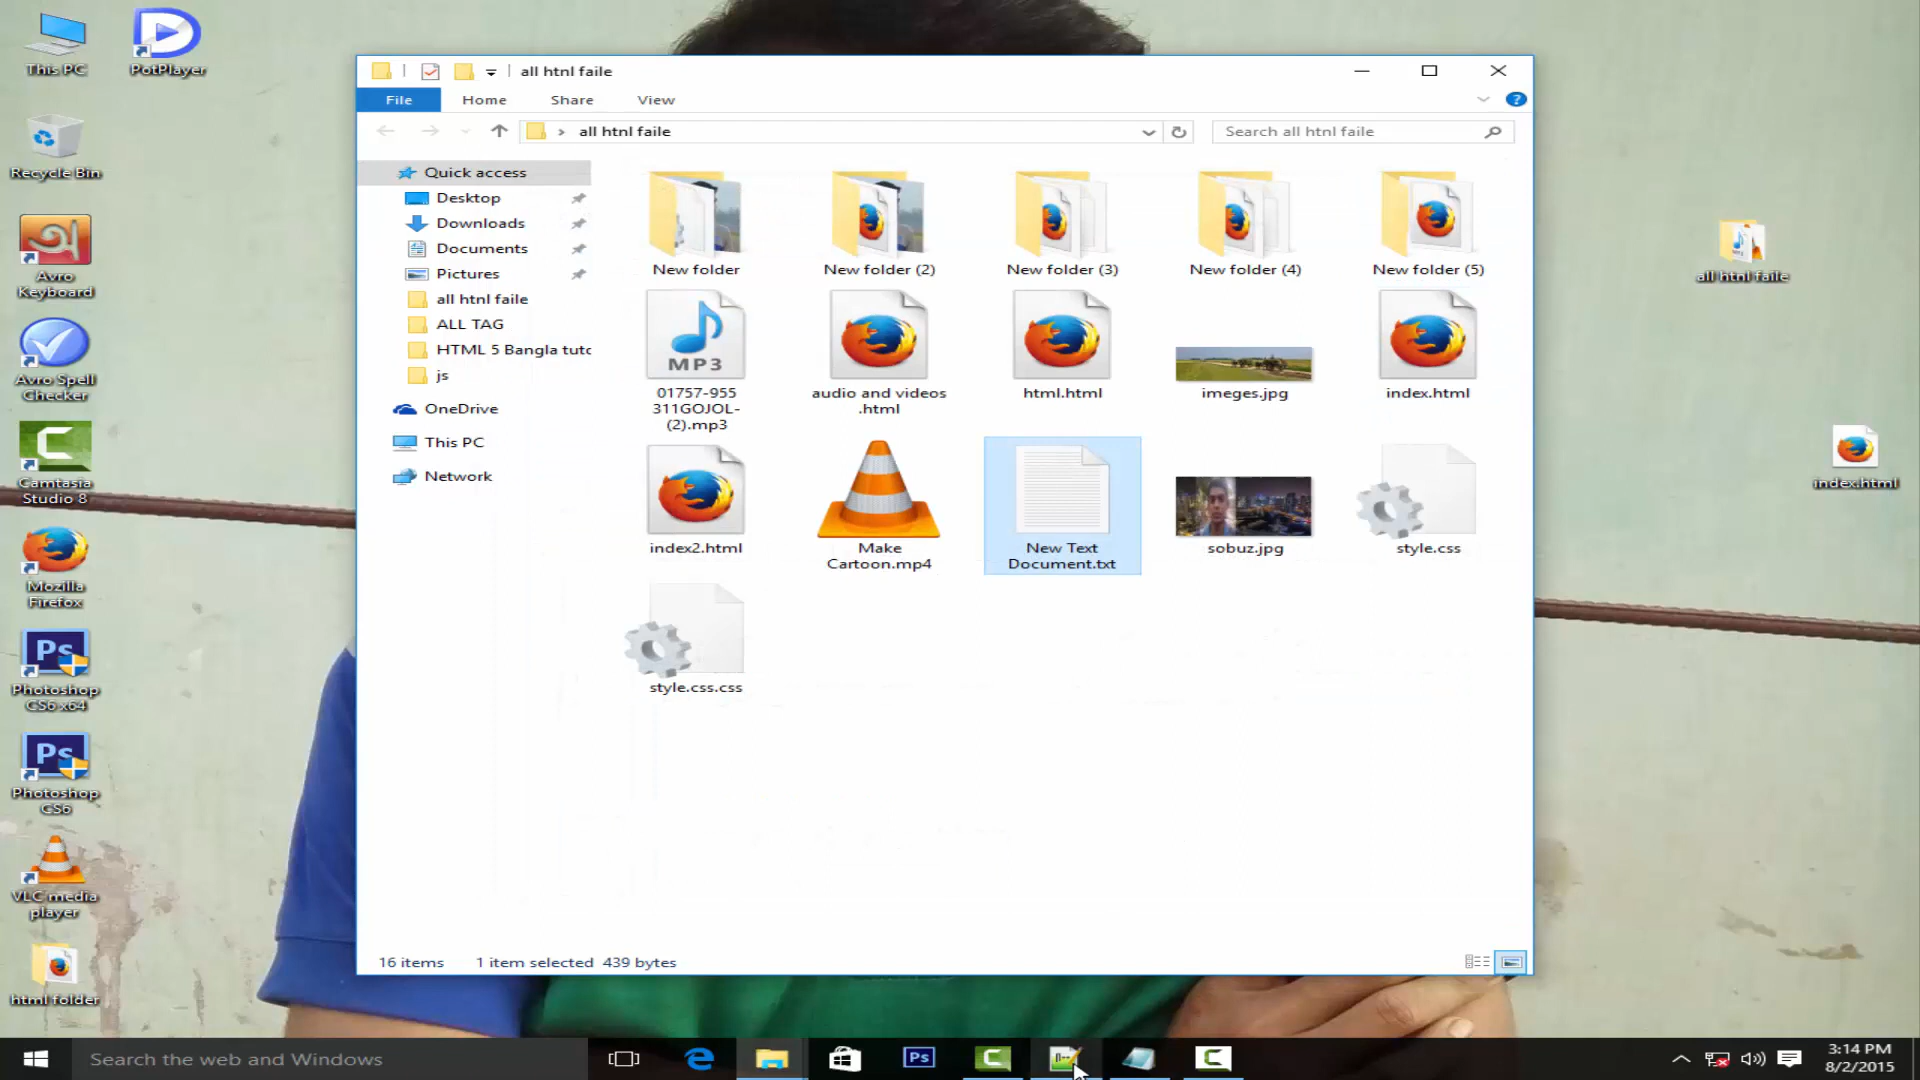 This PC
PotPlayer
Recycle Bin
Avro
Keyboard
Avro Spell
Checker
Camtasia
Studio 8
Mozilla
Firefox
Ps
Photoshop
CS6 x64
Ps
Photoshop
CS6
VLC media
player
html folder
all htnl faile
File
Home
Share
View
all htnl faile
Search all htnl faile
Quick access
Desktop
Downloads
Documents
Pictures
all htnl faile
ALL TAG
HTML 5 Bangla tutc
js
OneDrive
This PC
Network
New folder
New folder (2)
New folder (3)
New folder (4)
New folder (5)
MP3
01757-955
311GOJOL-
(2).mp3
audio and videos
.html
html.html
imeges.jpg
index.html
index2.html
Make
Cartoon.mp4
New Text
Document.txt
sobuz.jpg
style.css
style.css.css
16 items
1 item selected 439 bytes
all htnl faile
index.html
Search the web and Windows
Ps
3:14 PM
8/2/2015